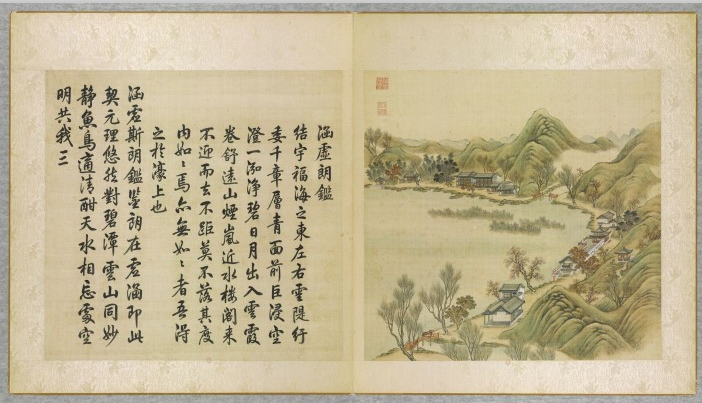 涵虛朗鑑
結宇福海之東左右雲隄紆
委千章層青面前巨浸空
澄一泓淨碧日月出入雲霞
卷舒遠山煙嵐近水樓閣來
不迎而去不距莫不落其度
內如〻焉亦無如〻者吾得
之於濠上也
涵虛斯朗鑑鑒朗在虛涵即此
契元理悠然對碧潭雲山同妙
靜魚鳥適清酣天水相忘處空
明共我三